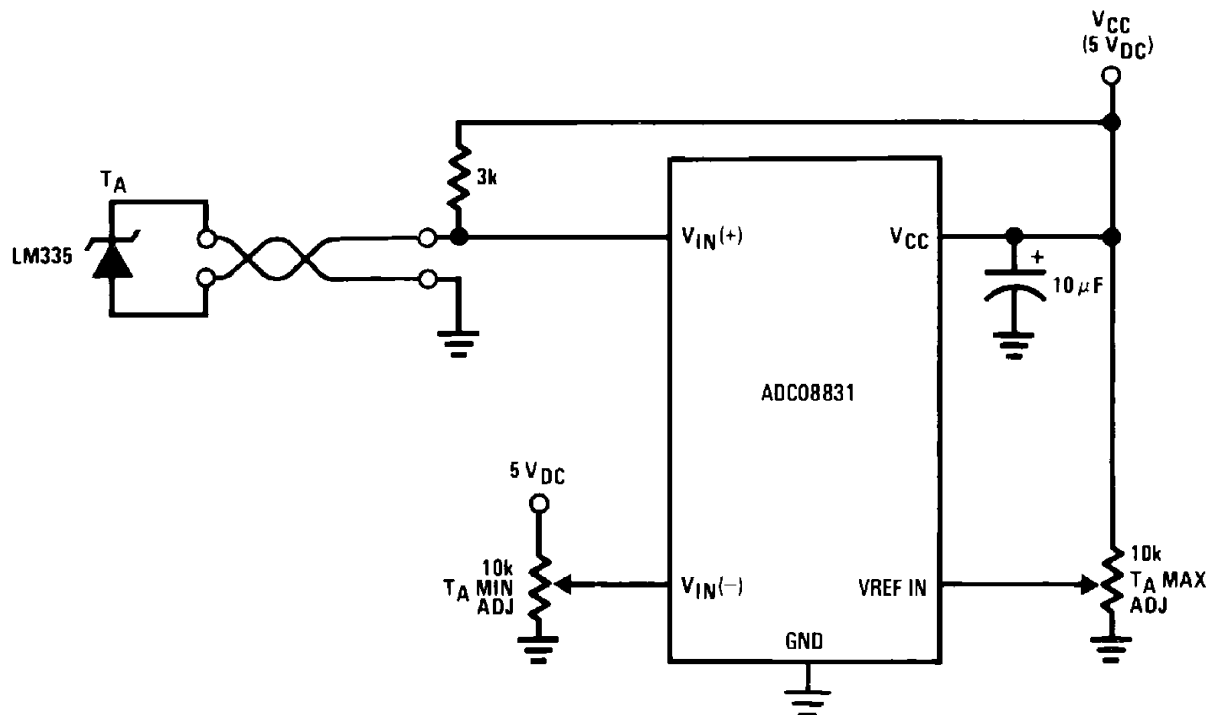 VCC
(5 VDC)
3k
TA
LM335
VIN(+)
VCC
+
10 µF
ADC08831
5 VDC
10k
TA MIN
ADJ
VIN(–)
VREF IN
10k
TA MAX
ADJ
GND